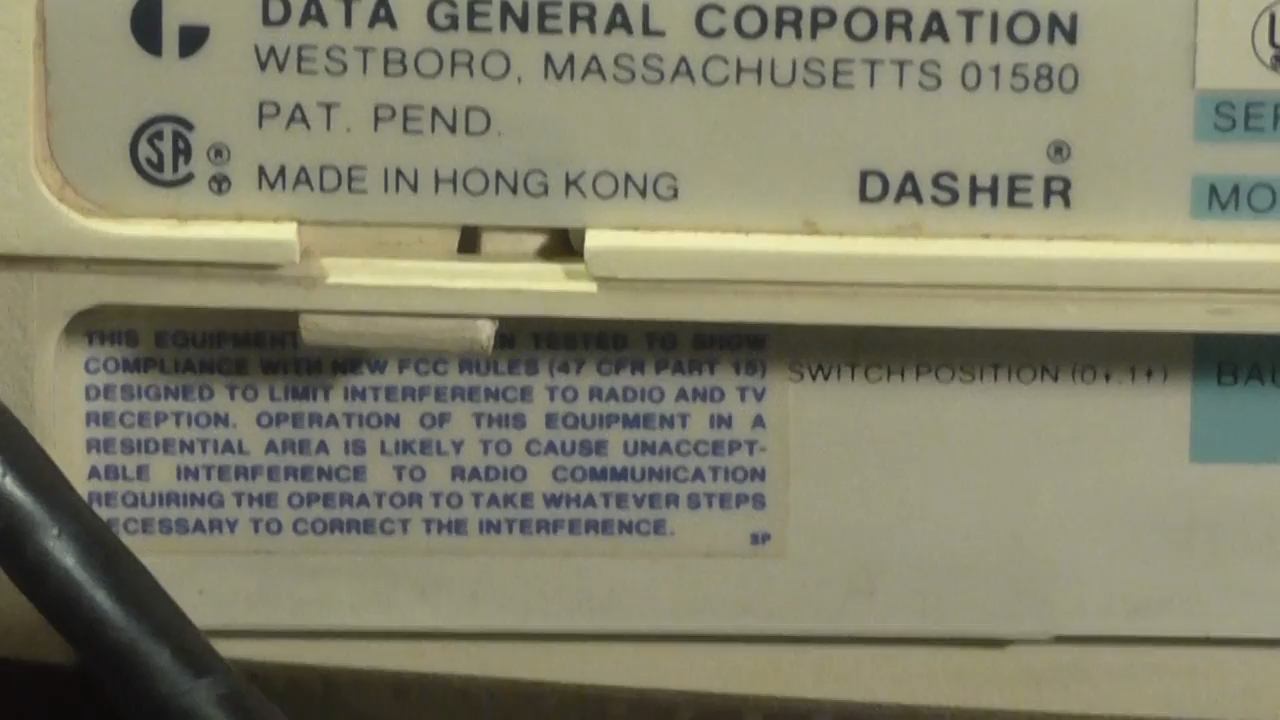 DATA GENERAL CORPORATION
WESTBORO, MASSACHUSETTS 01580
PAT. PEND.
SA ®
MADE IN HONG KONG
DASHER®
SER
MO
THIS EQUIPMENT N TESTED TO SHOW
COMPLIANCE WITH NEW FCC RULES (47 CFR PART 15)
DESIGNED TO LIMIT INTERFERENCE TO RADIO AND TV
RECEPTION. OPERATION OF THIS EQUIPMENT IN A
RESIDENTIAL AREA IS LIKELY TO CAUSE UNACCEPT-
ABLE INTERFERENCE TO RADIO COMMUNICATION
REQUIRING THE OPERATOR TO TAKE WHATEVER STEPS
ECESSARY TO CORRECT THE INTERFERENCE.
SP
SWITCH POSITION (0↓, 1↑)
BAU